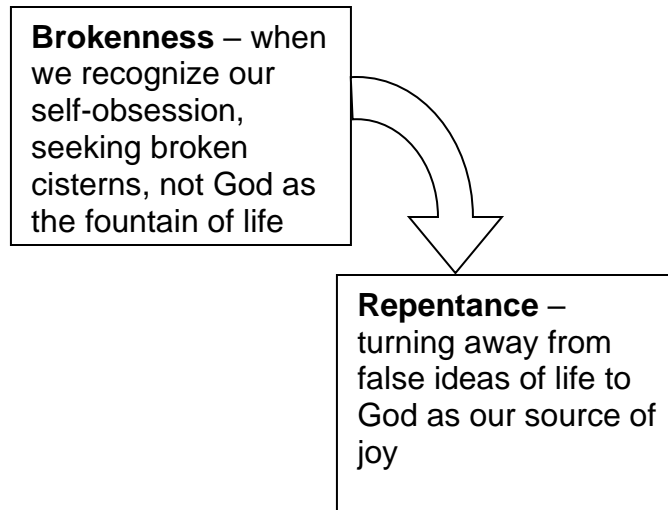 Brokenness – when
we recognize our
self-obsession,
seeking broken
cisterns, not God as
the fountain of life
Repentance –
turning away from
false ideas of life to
God as our source of
joy